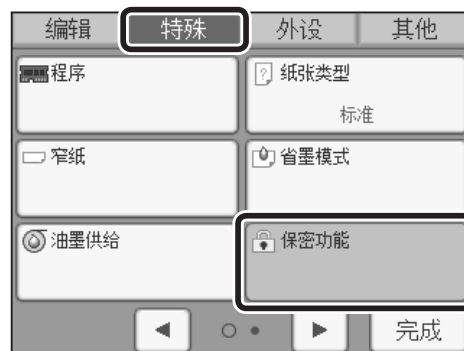 编辑 特殊 外设 其他
程序 纸张类型
标准
窄纸 省墨模式
油墨供给 保密功能
完成